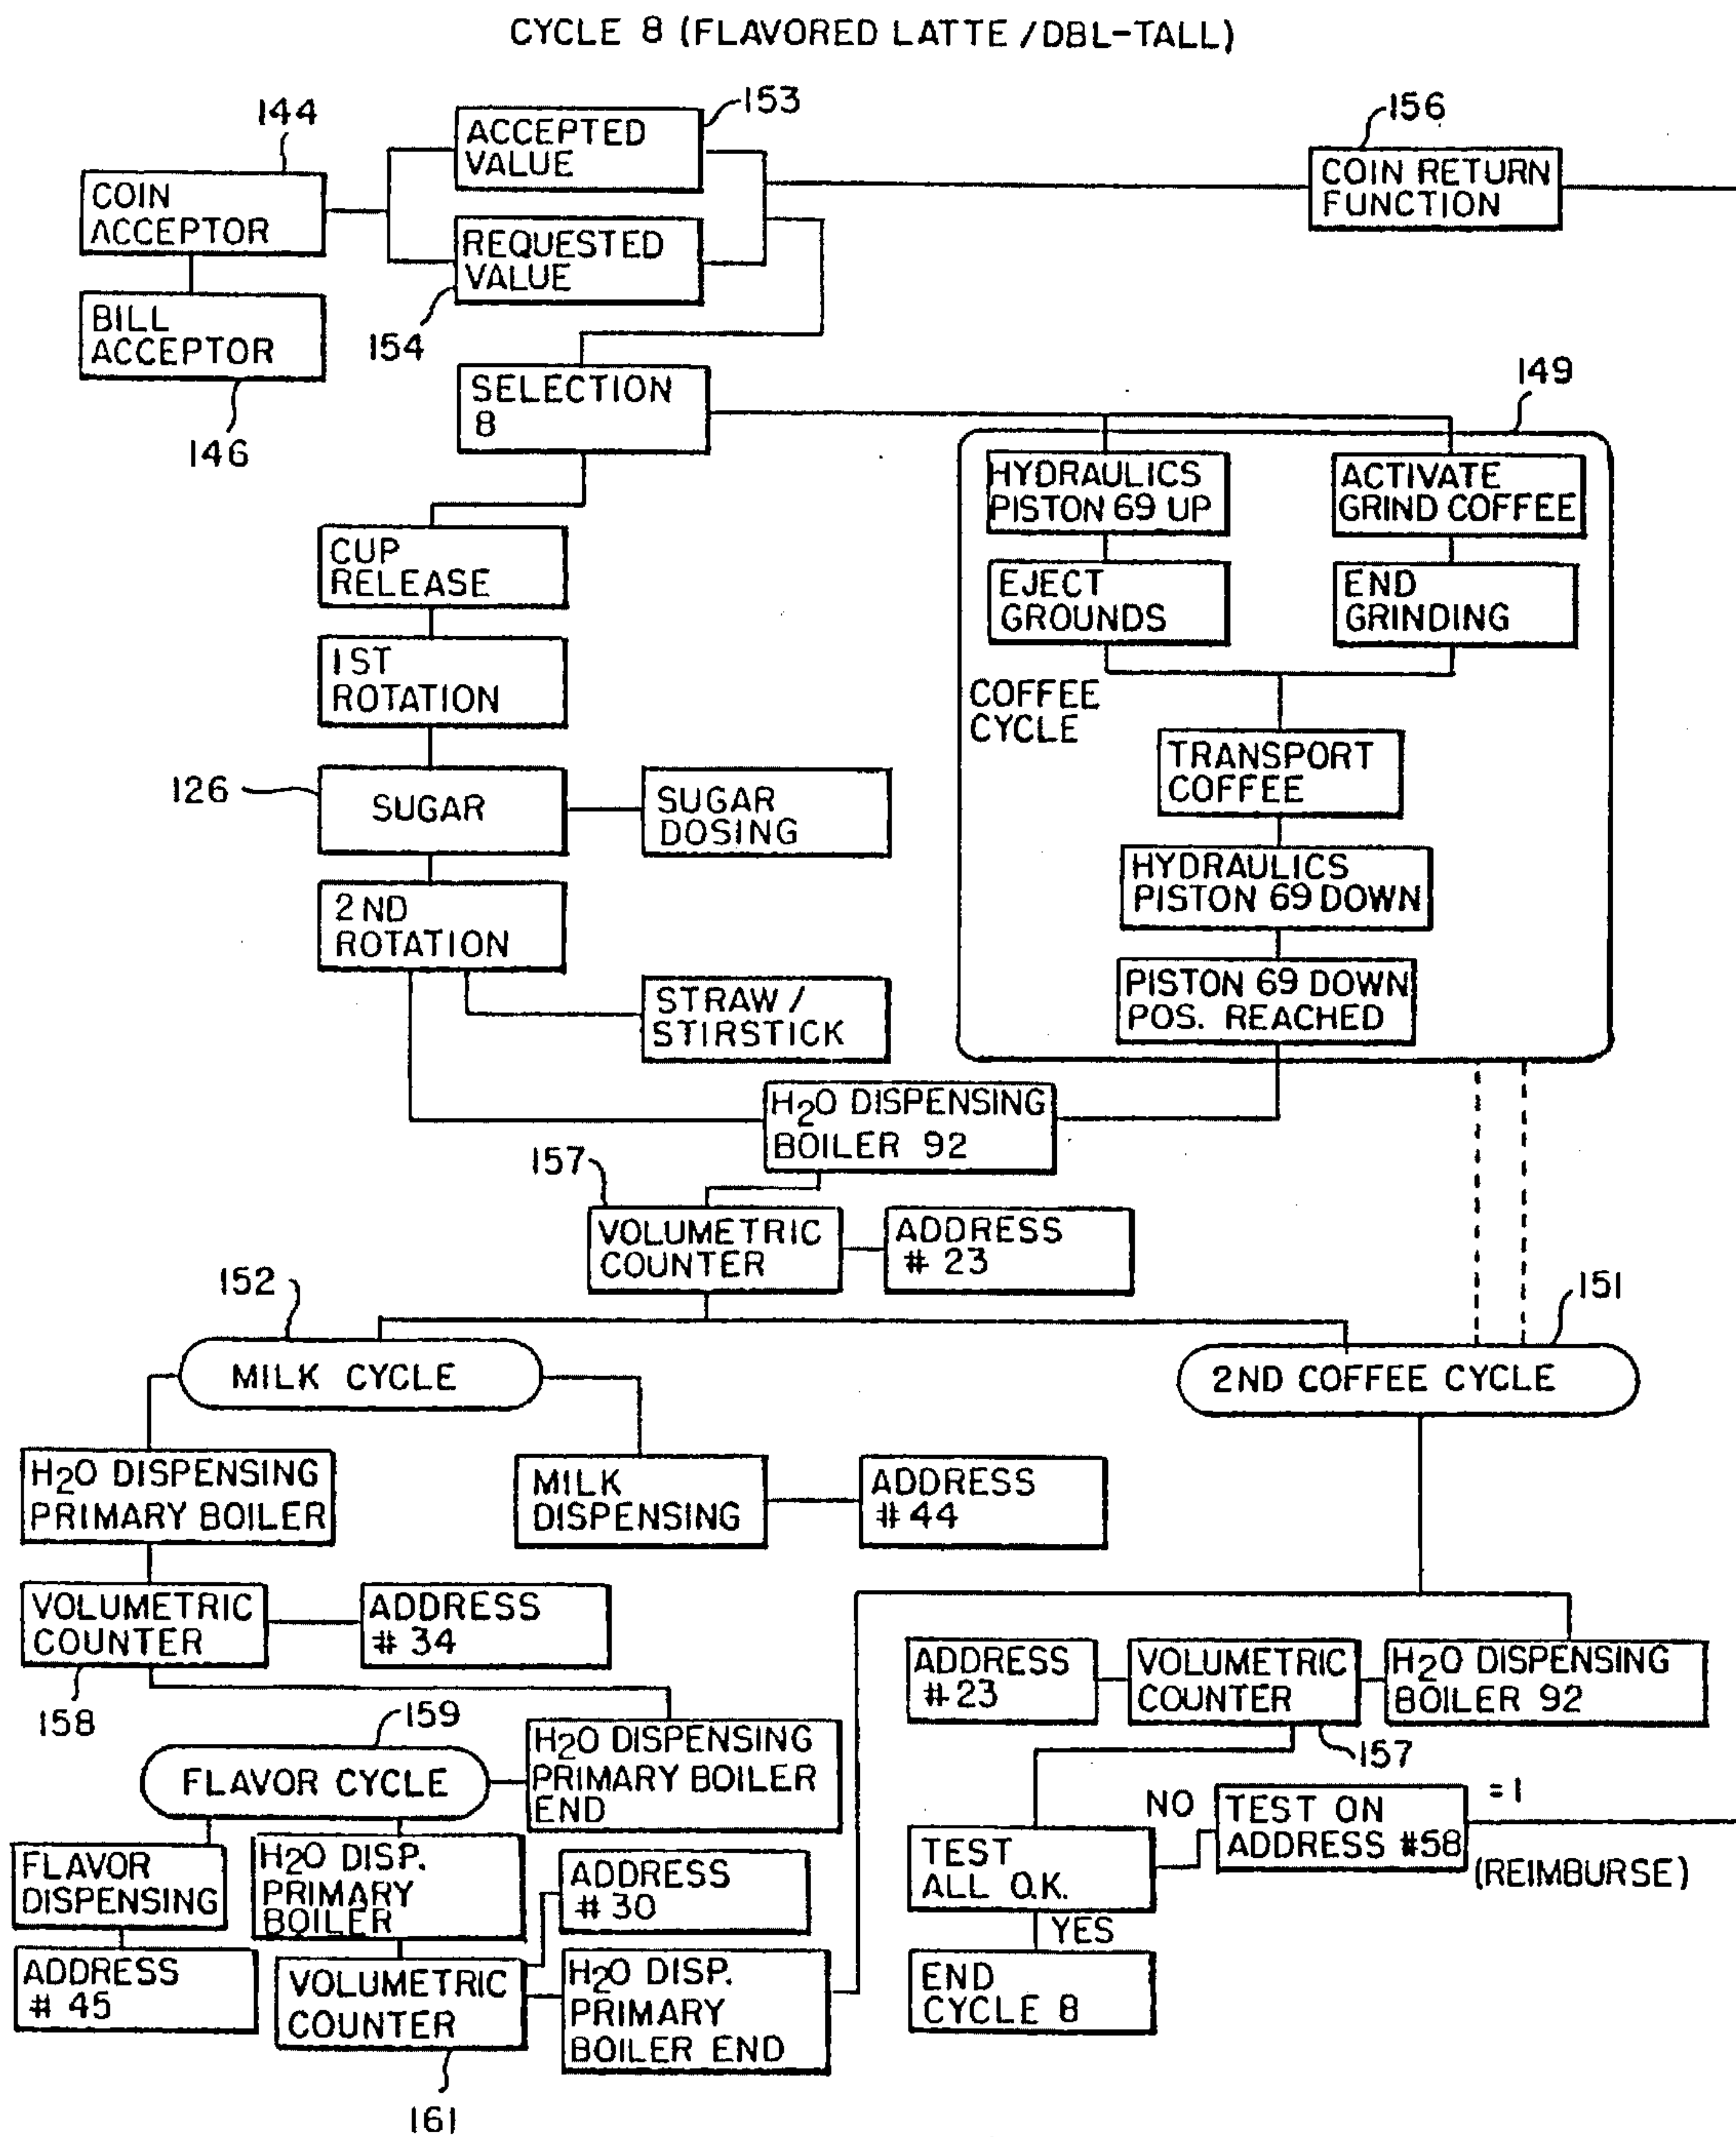 CYCLE 8 (FLAVORED LATTE/DBL-TALL)
144
153
156
ACCEPTED
VALUE
COIN
ACCEPTOR
COIN RETURN
FUNCTION
REQUESTED
VALUE
BILL
ACCEPTOR
154
146
SELECTION
8
149
HYDRAULICS
PISTON 69 UP
ACTIVATE
GRIND COFFEE
CUP
RELEASE
EJECT
GROUNDS
END
GRINDING
1ST
ROTATION
COFFEE
CYCLE
TRANSPORT
COFFEE
126
SUGAR
SUGAR
DOSING
HYDRAULICS
PISTON 69 DOWN
2ND
ROTATION
PISTON 69 DOWN
POS. REACHED
STRAW/
STIRSTICK
H2O DISPENSING
BOILER 92
157
VOLUMETRIC
COUNTER
ADDRESS
# 23
152
151
MILK CYCLE
2ND COFFEE CYCLE
H2O DISPENSING
PRIMARY BOILER
MILK
DISPENSING
ADDRESS
# 44
VOLUMETRIC
COUNTER
ADDRESS
# 34
158
ADDRESS
# 23
VOLUMETRIC
COUNTER
H2O DISPENSING
BOILER 92
157
159
FLAVOR CYCLE
H2O DISPENSING
PRIMARY BOILER
END
NO
TEST ON
ADDRESS #58
=1
(REIMBURSE)
TEST
ALL O.K.
YES
END
CYCLE 8
FLAVOR
DISPENSING
H2O DISP.
PRIMARY
BOILER
ADDRESS
# 30
ADDRESS
# 45
VOLUMETRIC
COUNTER
H2O DISP.
PRIMARY
BOILER END
161